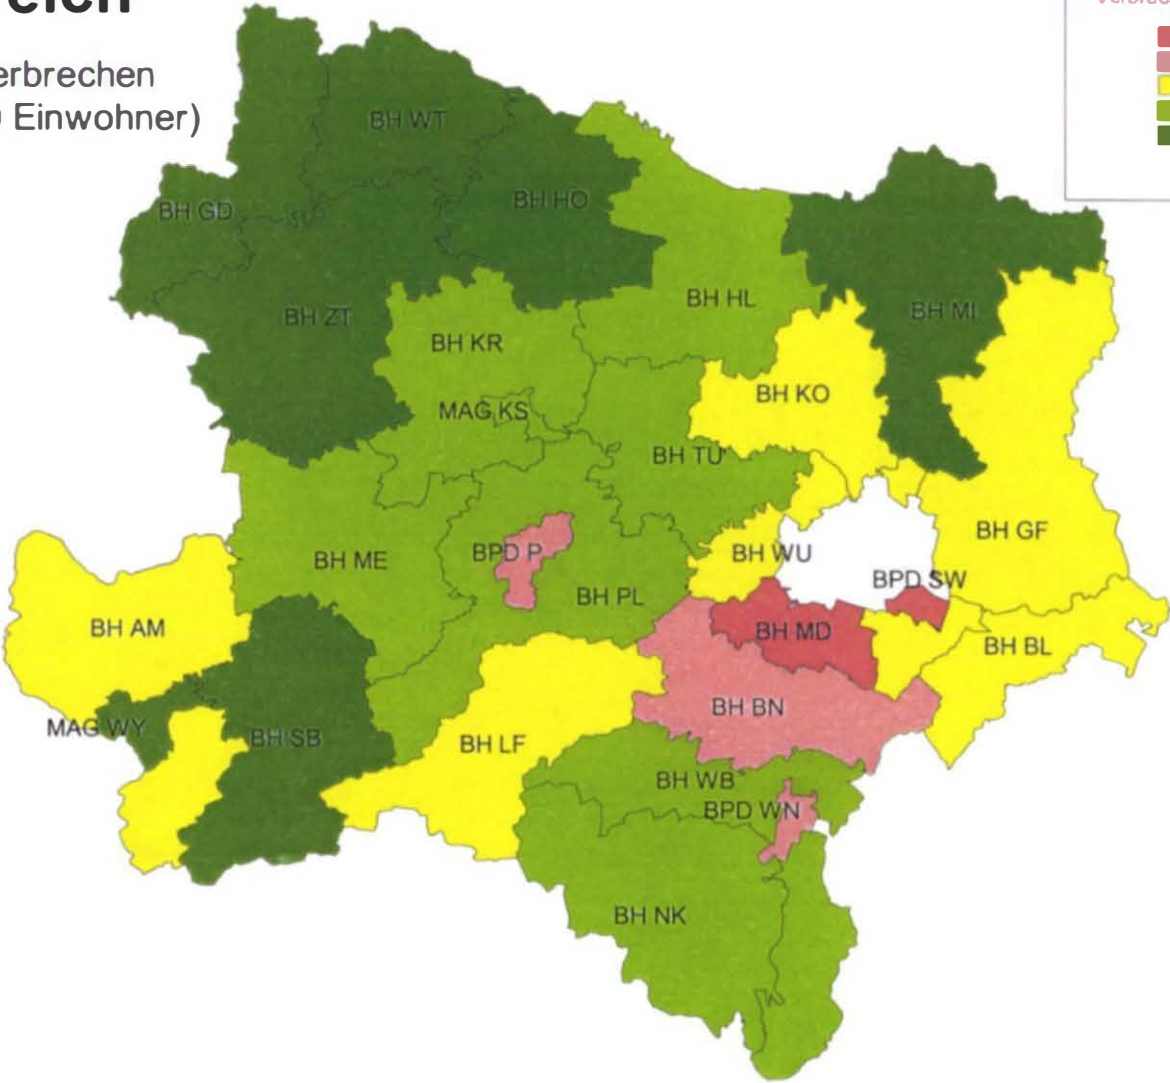 erbrechen
Einwohner)
BH WT
BH GD
BH HO
BH ZT
BH HL
BH MI
BH KR
BH KO
MAG KS
BH TU
BH GF
BH ME
BPD P
BH WU
BPD SW
BH PL
BH AM
BH MD
BH BL
MAG WY
BH SB
BH LF
BH BN
BH WB
BPD WN
BH NK